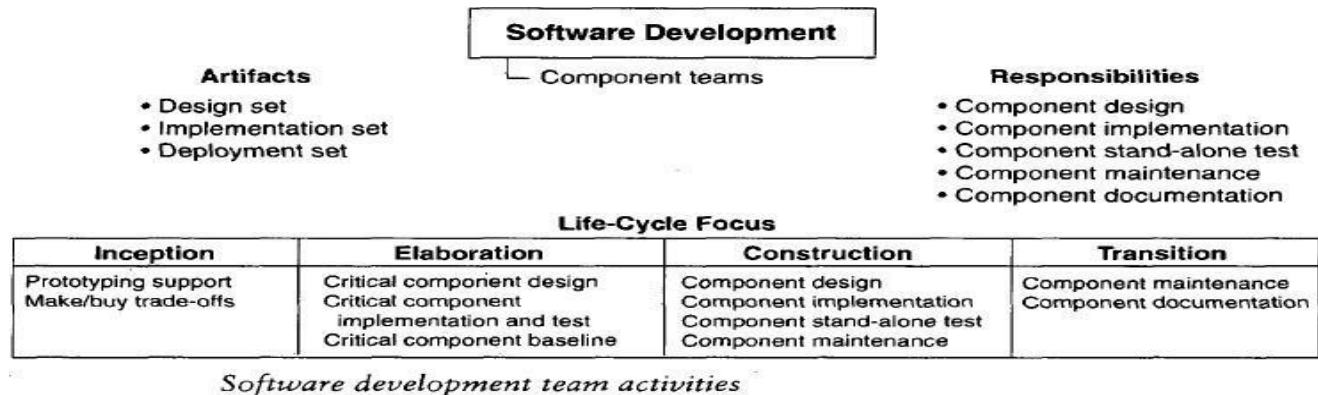 Software Development
Component teams
Artifacts
• Design set
• Implementation set
• Deployment set
Responsibilities
• Component design
• Component implementation
• Component stand-alone test
• Component maintenance
• Component documentation
Life-Cycle Focus
Inception
Prototyping support
Make/buy trade-offs
Elaboration
Critical component design
Critical component
implementation and test
Critical component baseline
Construction
Component design
Component implementation
Component stand-alone test
Component maintenance
Transition
Component maintenance
Component documentation
Software development team activities